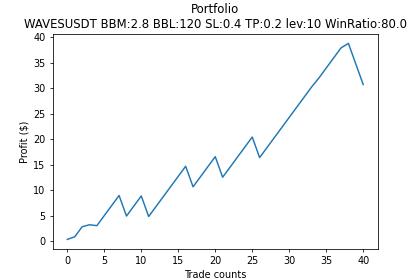 Portfolio
WAVESUSDT BBM:2.8 BBL:120 SL:0.4 TP:0.2 lev:10 WinRatio:80.0
40
35
30
25
20
15
10
5
0
Profit ($)
0 5 10 15 20 25 30 35 40
Trade counts